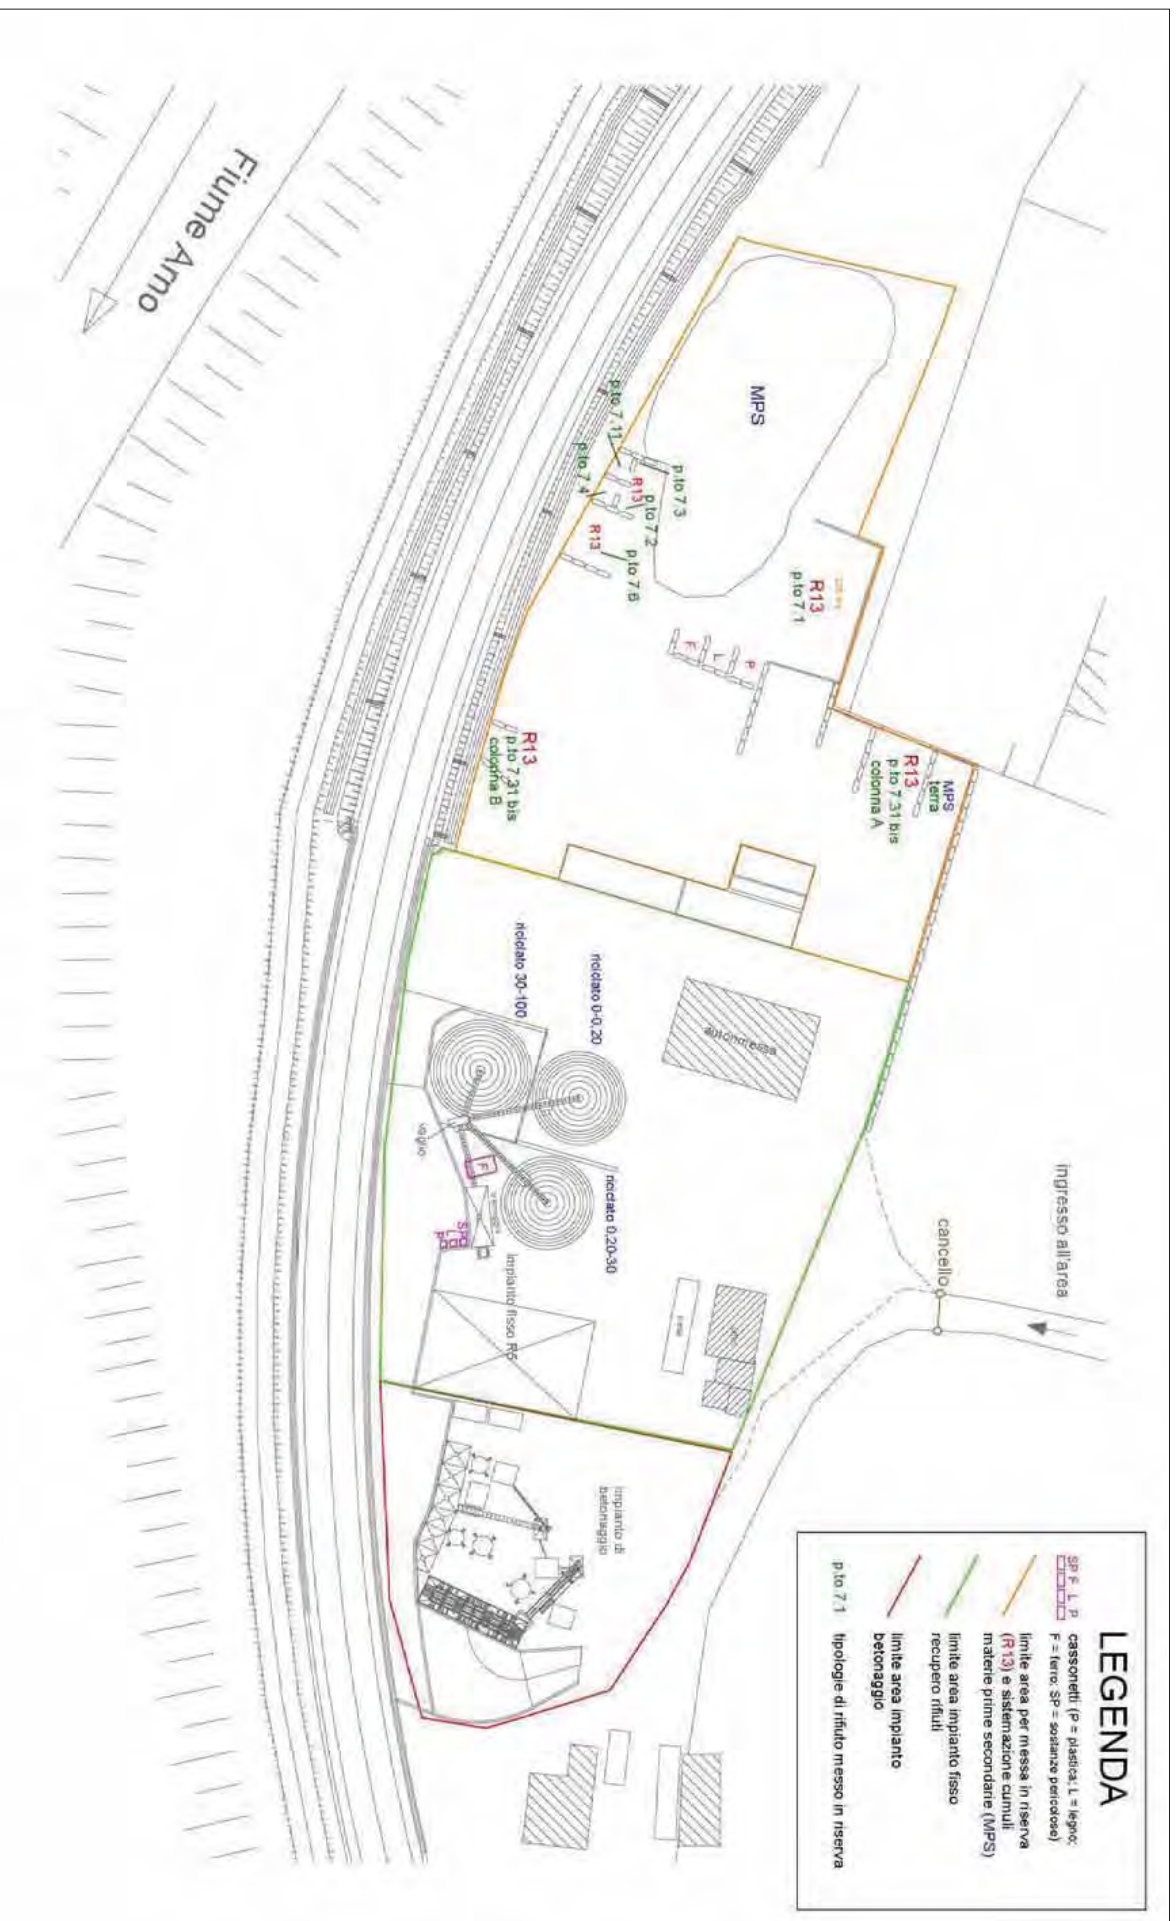 Fiume Arno
MPS
p.to 7.11
p.to 7.3
p.to 7.4
R13
p.to 7.2
R13
p.to 7.6
R13
p.to 7.1
F
L
P
R13
p.to 7.31 bis
colonna B
MPS
terra
R13
p.to 7.31 bis
colonna A
autorimessa
riciclato 30-100
riciclato 0-0,20
riciclato 0,20-30
vaglio
F
SP
L
P
impianto fisso R5
ingresso all'area
cancello
impianto di
betonaggio
LEGENDA
SP F L P
cassonetti (P = plastica; L = legno;
F = ferro; SP = sostanze pericolose)
limite area per messa in riserva
(R13) e sistemazione cumuli
materie prime secondarie (MPS)
limite area impianto fisso
recupero rifiuti
limite area impianto
betonaggio
p.to 7.1 tipologie di rifiuto messo in riserva